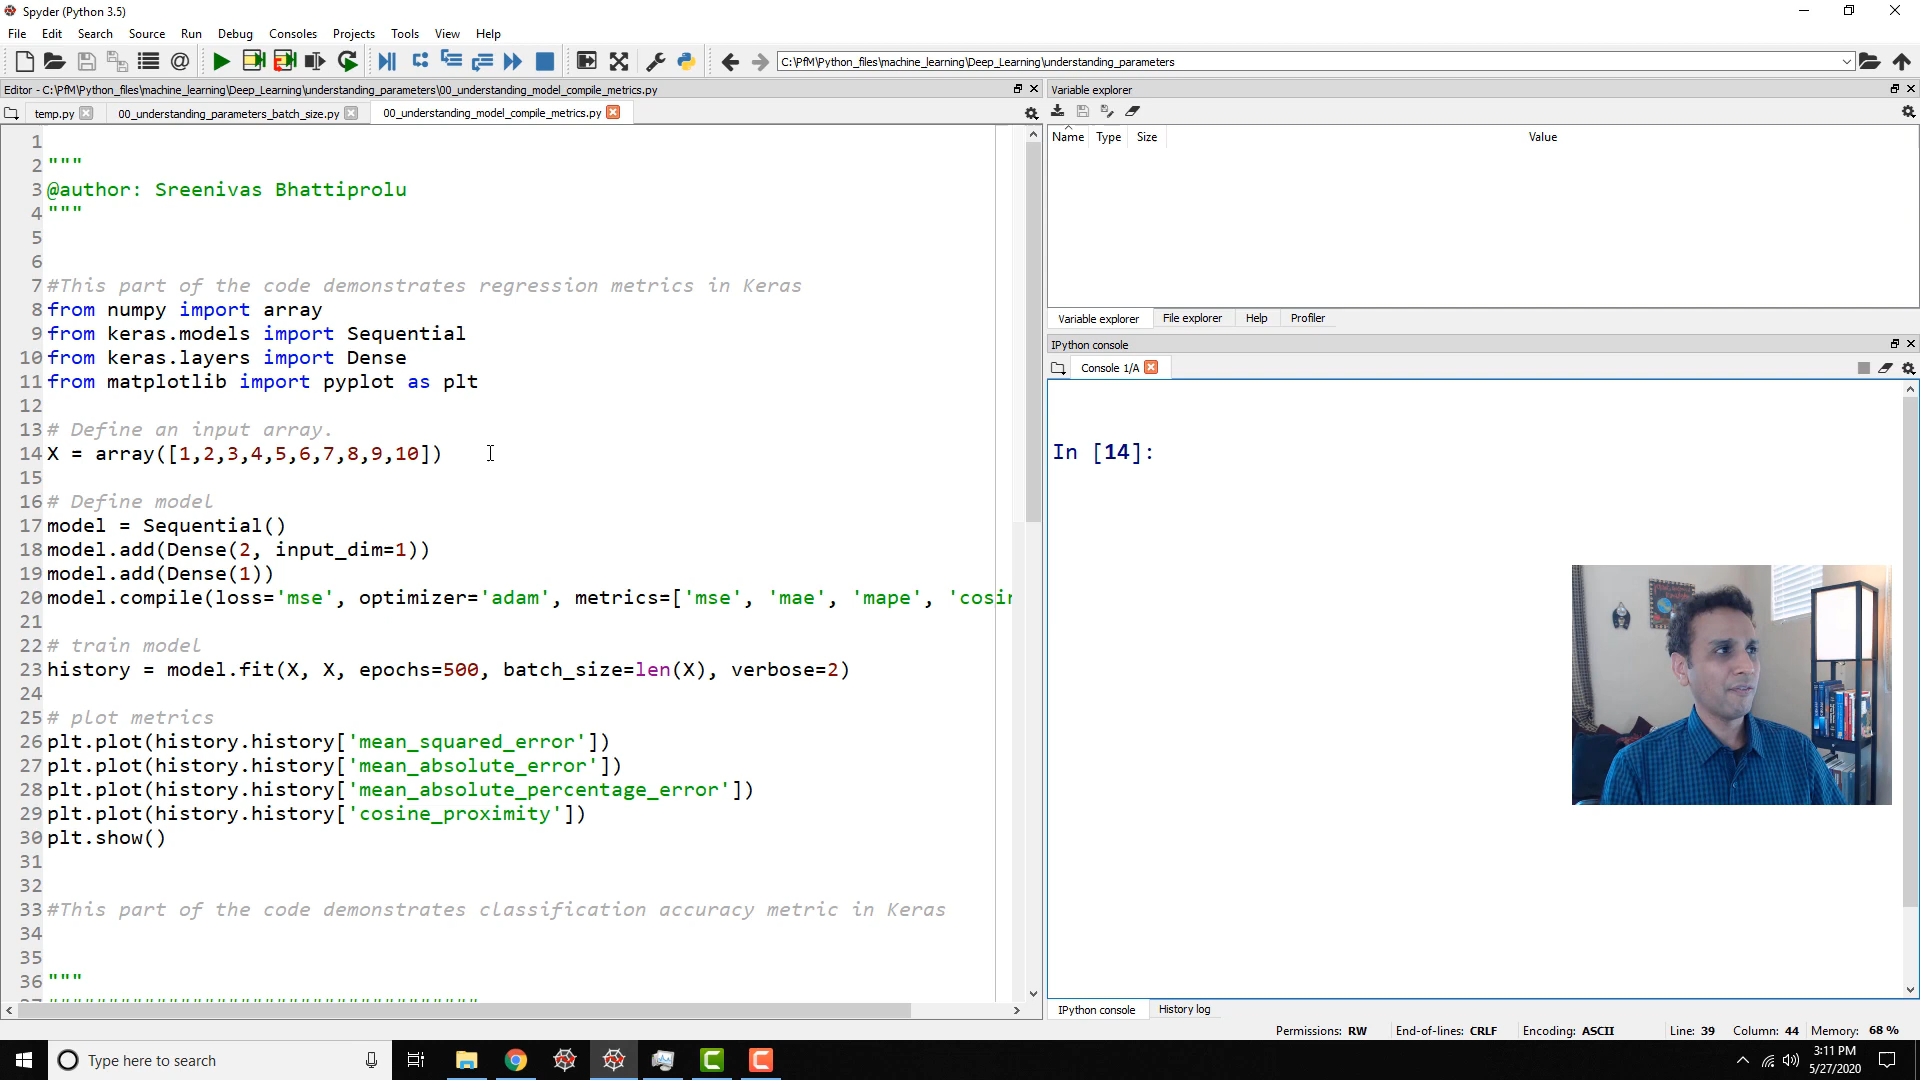 Spyder (Python 3.5)
File Edit Search Source Run Debug Consoles Projects Tools View Help
C:\PfM\Python_files\machine_learning\Deep_Learning\understanding_parameters
Editor - C:\PfM\Python_files\machine_learning\Deep_Learning\understanding_parameters\00_understanding_model_compile_metrics.py
temp.py 00_understanding_parameters_batch_size.py 00_understanding_model_compile_metrics.py
1
2 """
3 @author: Sreenivas Bhattiprolu
4 """
5
6
7 #This part of the code demonstrates regression metrics in Keras
8 from numpy import array
9 from keras.models import Sequential
10 from keras.layers import Dense
11 from matplotlib import pyplot as plt
12
13 # Define an input array.
14 X = array([1,2,3,4,5,6,7,8,9,10])
15
16 # Define model
17 model = Sequential()
18 model.add(Dense(2, input_dim=1))
19 model.add(Dense(1))
20 model.compile(loss='mse', optimizer='adam', metrics=['mse', 'mae', 'mape', 'cosin
21
22 # train model
23 history = model.fit(X, X, epochs=500, batch_size=len(X), verbose=2)
24
25 # plot metrics
26 plt.plot(history.history['mean_squared_error'])
27 plt.plot(history.history['mean_absolute_error'])
28 plt.plot(history.history['mean_absolute_percentage_error'])
29 plt.plot(history.history['cosine_proximity'])
30 plt.show()
31
32
33 #This part of the code demonstrates classification accuracy metric in Keras
34
35
36 """
Variable explorer
Name Type Size Value
Variable explorer File explorer Help Profiler
IPython console
Console 1/A
In [14]:
IPython console History log
Permissions: RW End-of-lines: CRLF Encoding: ASCII Line: 39 Column: 44 Memory: 68 %
Type here to search
3:11 PM
5/27/2020